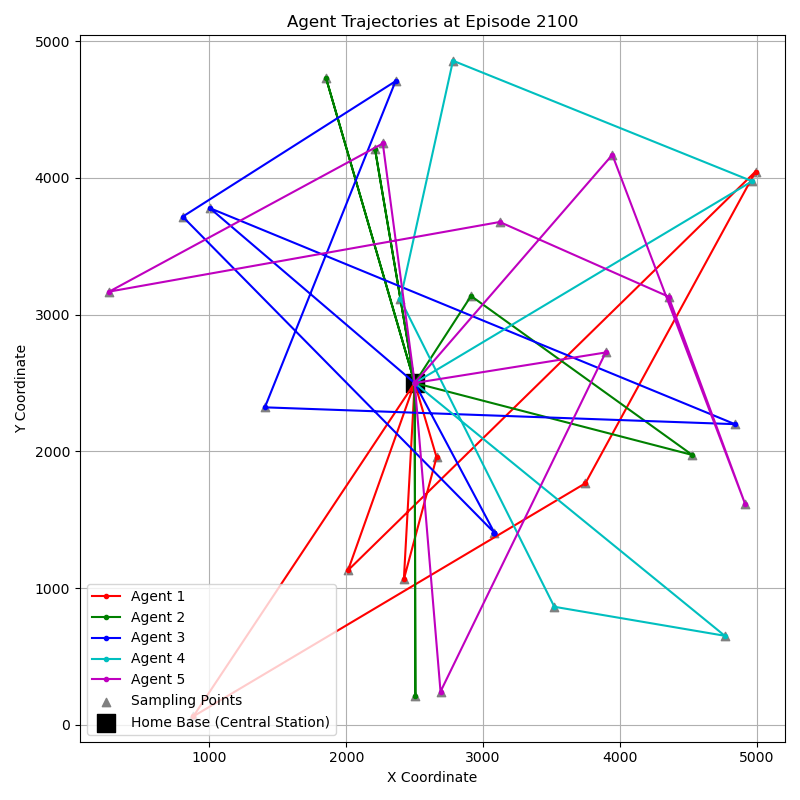 Agent Trajectories at Episode 2100
5000
4000
3000
2000
1000
0
Y Coordinate
Agent 1
Agent 2
Agent 3
Agent 4
Agent 5
Sampling Points
Home Base (Central Station)
1000 2000 3000 4000 5000
X Coordinate